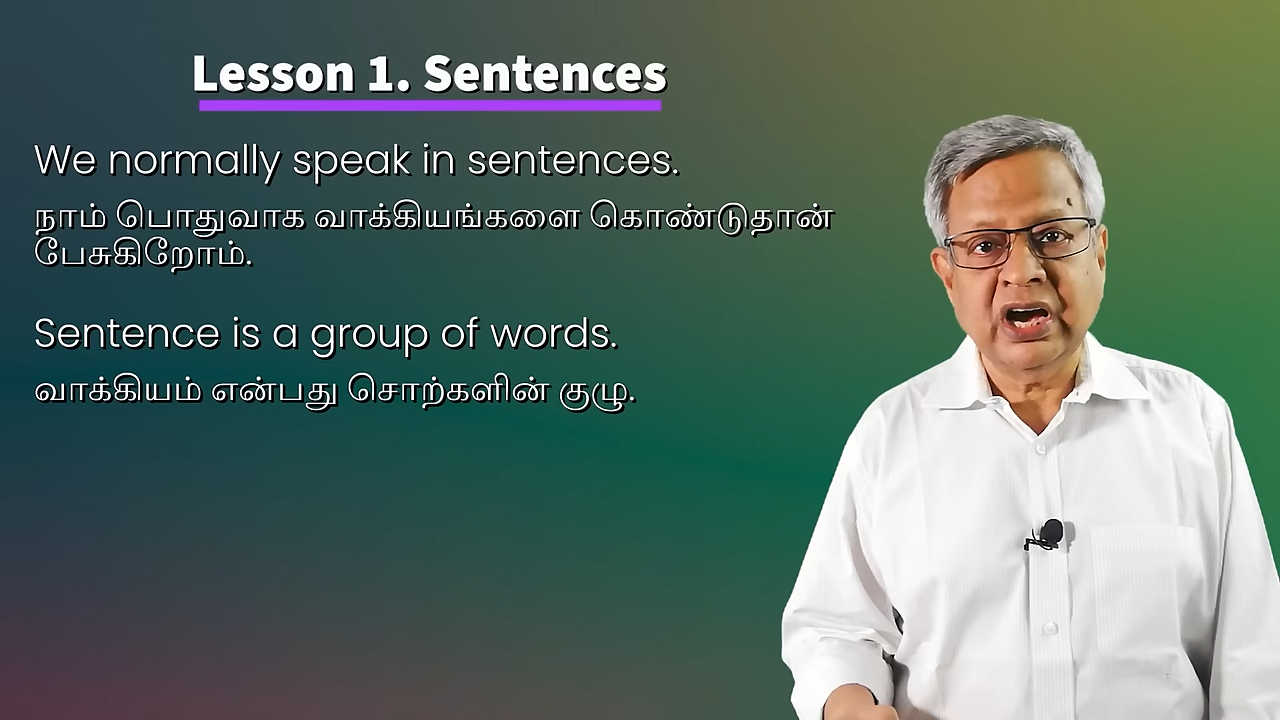 Lesson 1. Sentences
We normally speak in sentences.
நாம் பொதுவாக வாக்கியங்களை கொண்டுதான்
பேசுகிறோம்.
Sentence is a group of words.
வாக்கியம் என்பது சொற்களின் குழு.